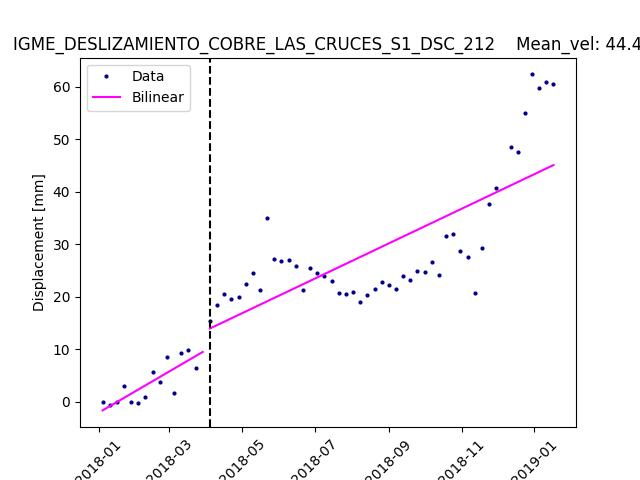 IGME_DESLIZAMIENTO_COBRE_LAS_CRUCES_S1_DSC_212 Mean_vel: 44.4
Data
Bilinear
Displacement [mm]
60
50
40
30
20
10
0
2018-01 2018-03 2018-05 2018-07 2018-09 2018-11 2019-01